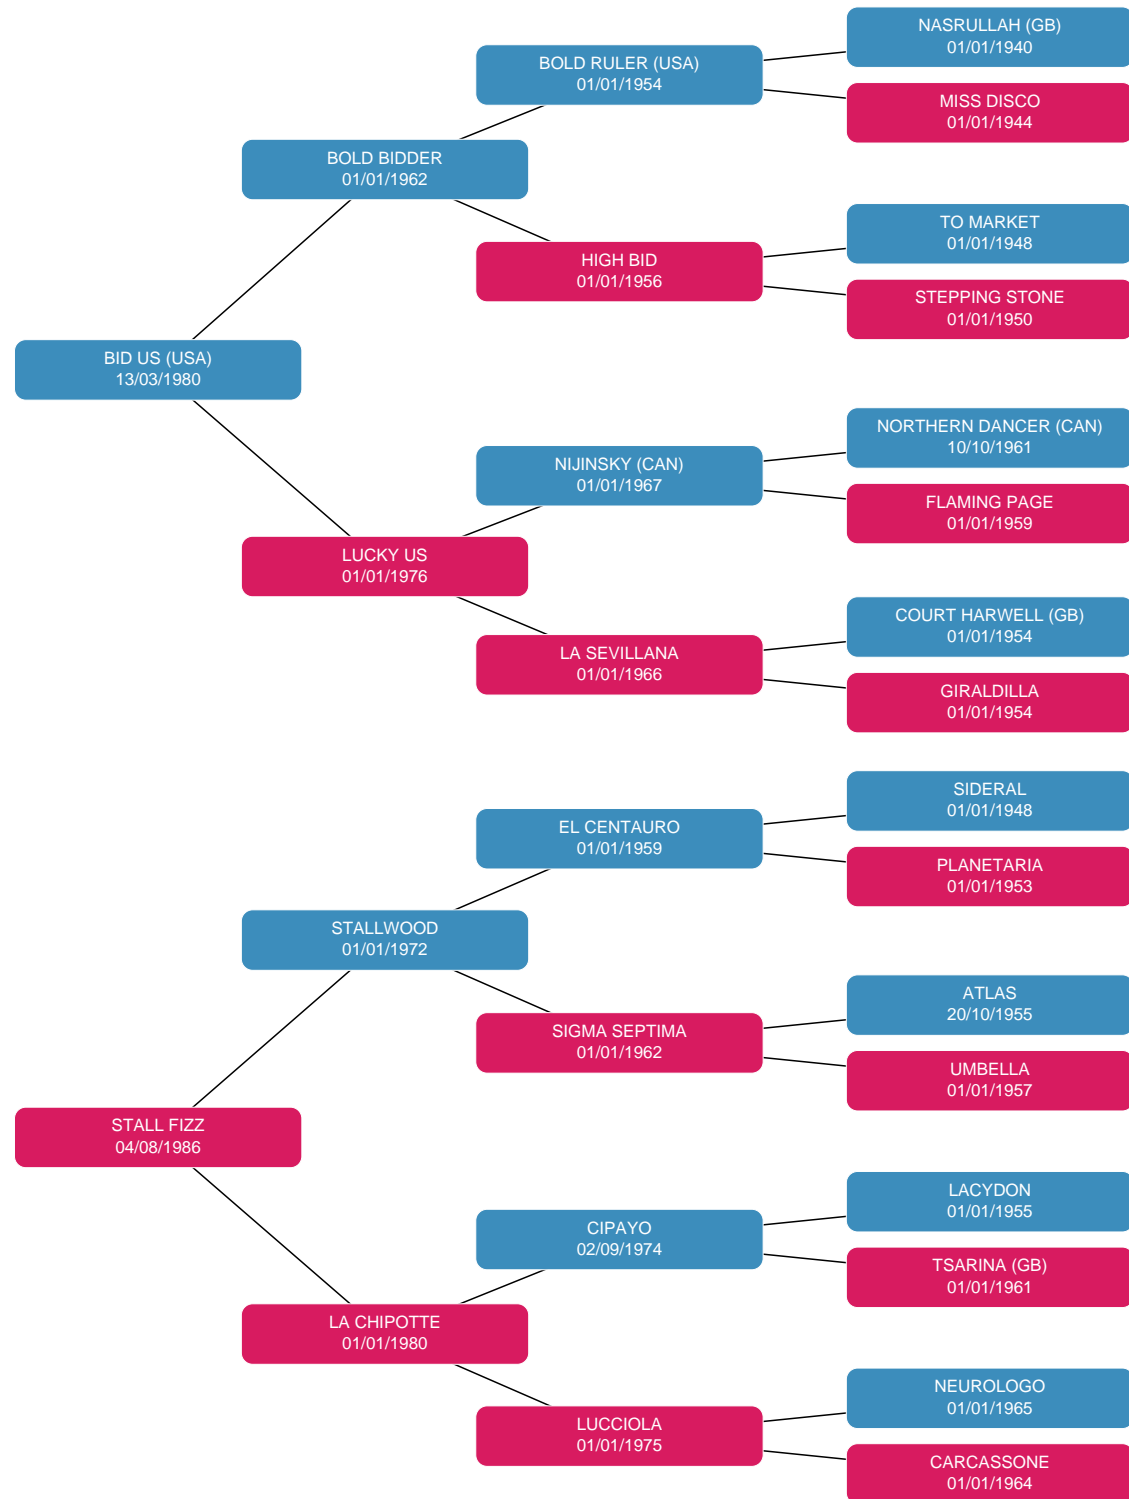 NASRULLAH (GB)
01/01/1940
BOLD RULER (USA)
01/01/1954
MISS DISCO
01/01/1944
BOLD BIDDER
01/01/1962
TO MARKET
01/01/1948
HIGH BID
01/01/1956
STEPPING STONE
01/01/1950
BID US (USA)
13/03/1980
NORTHERN DANCER (CAN)
10/10/1961
NIJINSKY (CAN)
01/01/1967
FLAMING PAGE
01/01/1959
LUCKY US
01/01/1976
COURT HARWELL (GB)
01/01/1954
LA SEVILLANA
01/01/1966
GIRALDILLA
01/01/1954
SIDERAL
01/01/1948
EL CENTAURO
01/01/1959
PLANETARIA
01/01/1953
STALLWOOD
01/01/1972
ATLAS
20/10/1955
SIGMA SEPTIMA
01/01/1962
UMBELLA
01/01/1957
STALL FIZZ
04/08/1986
LACYDON
01/01/1955
CIPAYO
02/09/1974
TSARINA (GB)
01/01/1961
LA CHIPOTTE
01/01/1980
NEUROLOGO
01/01/1965
LUCCIOLA
01/01/1975
CARCASSONE
01/01/1964